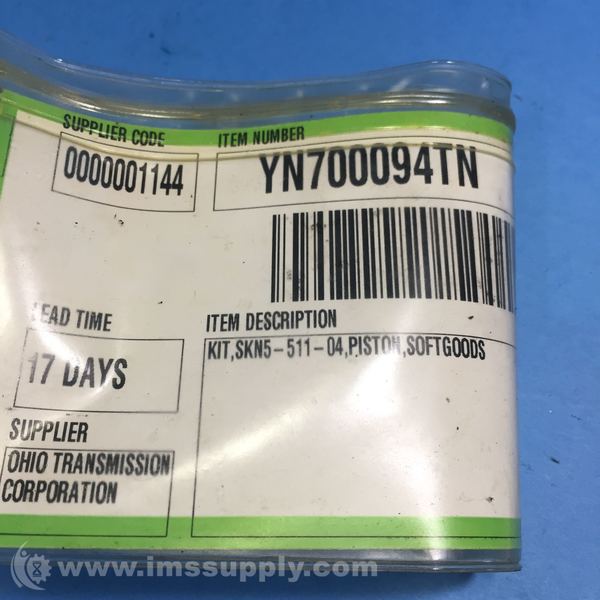 SUPPLIER CODE
0000001144
ITEM NUMBER
YN700094TN
LEAD TIME
17 DAYS
ITEM DESCRIPTION
KIT,SKN5-511-04,PISTON,SOFTGOODS
SUPPLIER
OHIO TRANSMISSION
CORPORATION
www.imssupply.com